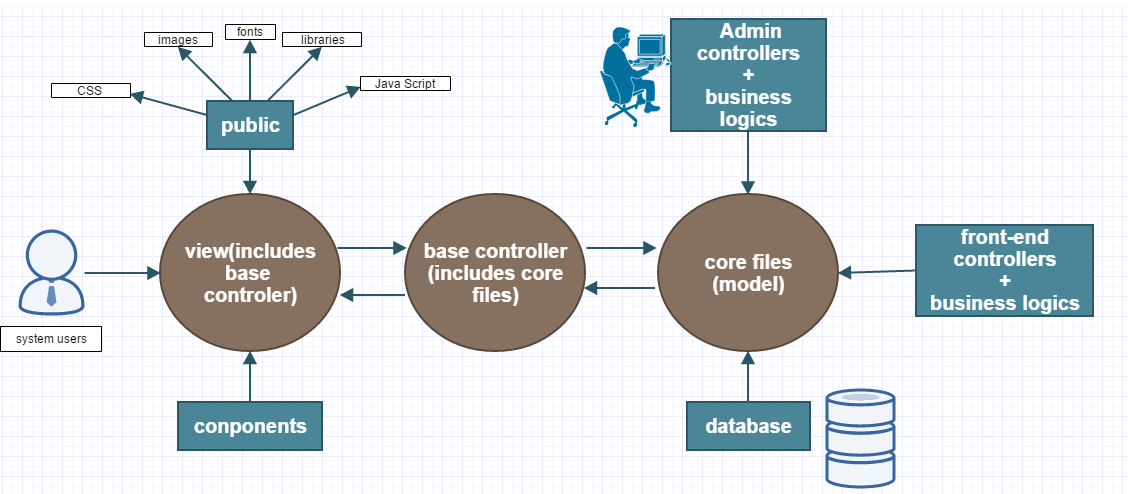 images
fonts
libraries
CSS
Java Script
public
Admin
controllers
+
business
logics
view(includes
base
controler)
base controller
(includes core
files)
core files
(model)
front-end
controllers
+
business logics
system users
conponents
database